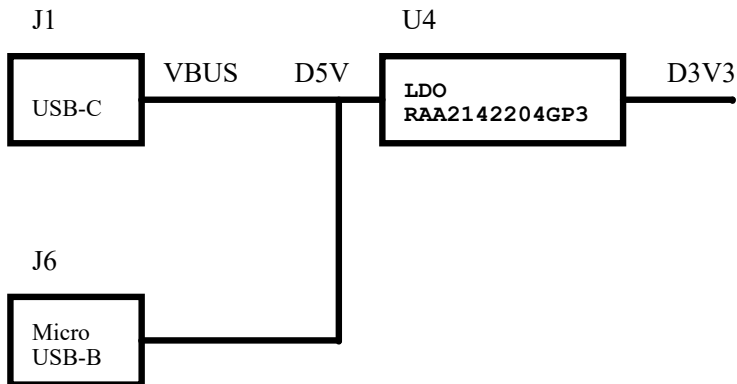 J1
U4
VBUS
D5V
D3V3
USB-C
LDO
RAA2142204GP3
J6
Micro
USB-B